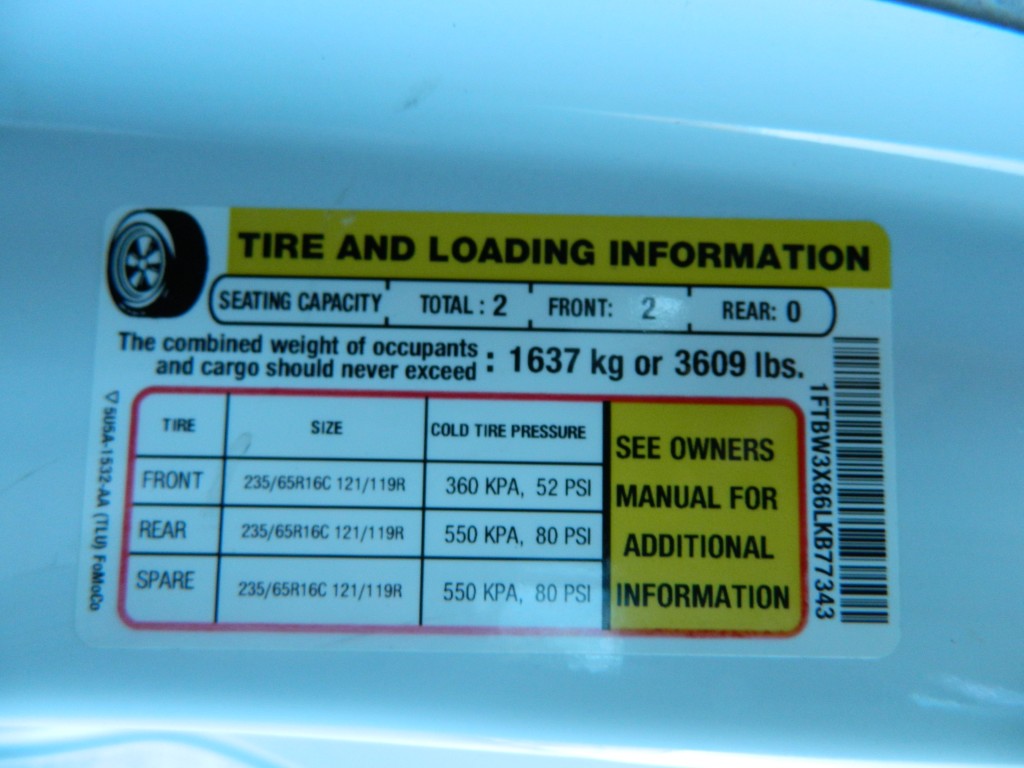 TIRE AND LOADING INFORMATION
SEATING CAPACITY TOTAL : 2 FRONT: 2 REAR: 0
The combined weight of occupants
and cargo should never exceed : 1637 kg or 3609 lbs.
TIRE SIZE COLD TIRE PRESSURE
FRONT 235/65R16C 121/119R 360 KPA, 52 PSI
REAR 235/65R16C 121/119R 550 KPA, 80 PSI
SPARE 235/65R16C 121/119R 550 KPA, 80 PSI
SEE OWNERS
MANUAL FOR
ADDITIONAL
INFORMATION
1FTBW3X86LKB77343
5U5A-1532-AA (TLU) FoMoCo